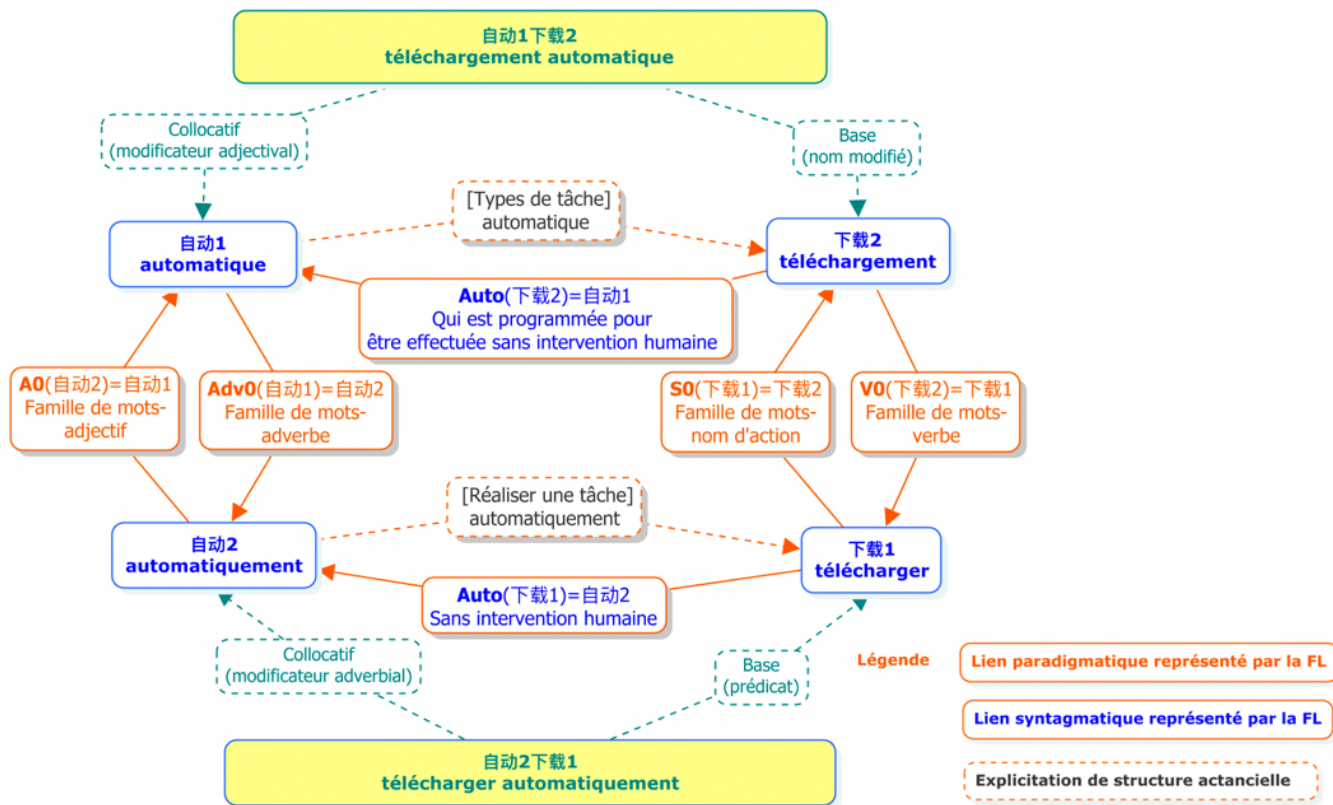 自动1下载2
téléchargement automatique
Collocatif
(modificateur adjectival)
Base
(nom modifié)
[Types de tâche]
automatique
自动1
automatique
下载2
téléchargement
Auto(下载2)=自动1
Qui est programmée pour
être effectuée sans intervention humaine
A0(自动2)=自动1
Famille de mots-
adjectif
Adv0(自动1)=自动2
Famille de mots-
adverbe
S0(下载1)=下载2
Famille de mots-
nom d'action
V0(下载2)=下载1
Famille de mots-
verbe
[Réaliser une tâche]
automatiquement
自动2
automatiquement
下载1
télécharger
Auto(下载1)=自动2
Sans intervention humaine
Collocatif
(modificateur adverbial)
Base
(prédicat)
Légende
Lien paradigmatique représenté par la FL
Lien syntagmatique représenté par la FL
Explicitation de structure actancielle
自动2下载1
télécharger automatiquement